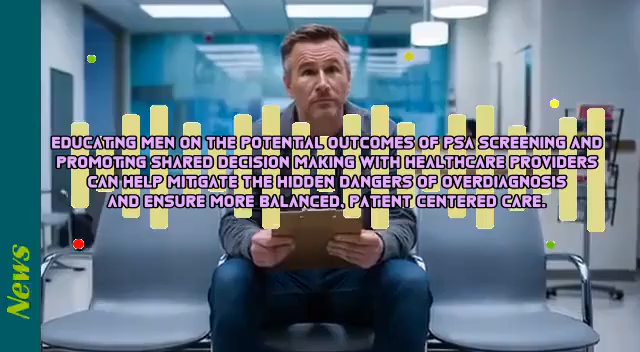 EDUCATING MEN ON THE POTENTIAL OUTCOMES OF PSA SCREENING AND
PROMOTING SHARED DECISION MAKING WITH HEALTHCARE PROVIDERS
CAN HELP MITGATE THE HIDDEN DANGERS OF OVERDIAGNOSIS
AND ENSURE MORE BALANCED, PATIENT CENTERED CARE.
News